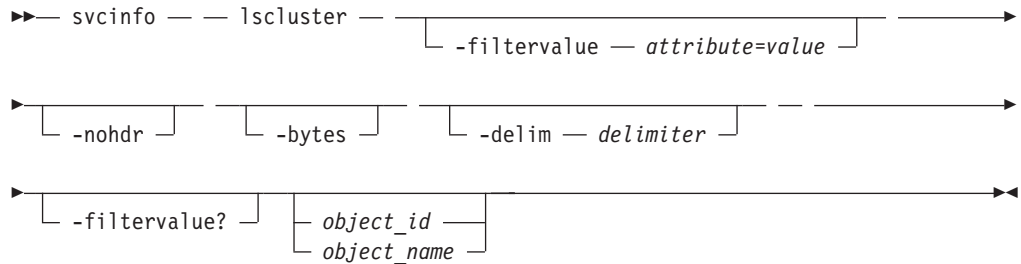 svcinfo lscluster
-filtervalue attribute=value
-nohdr -bytes -delim delimiter
-filtervalue? object_id
object_name